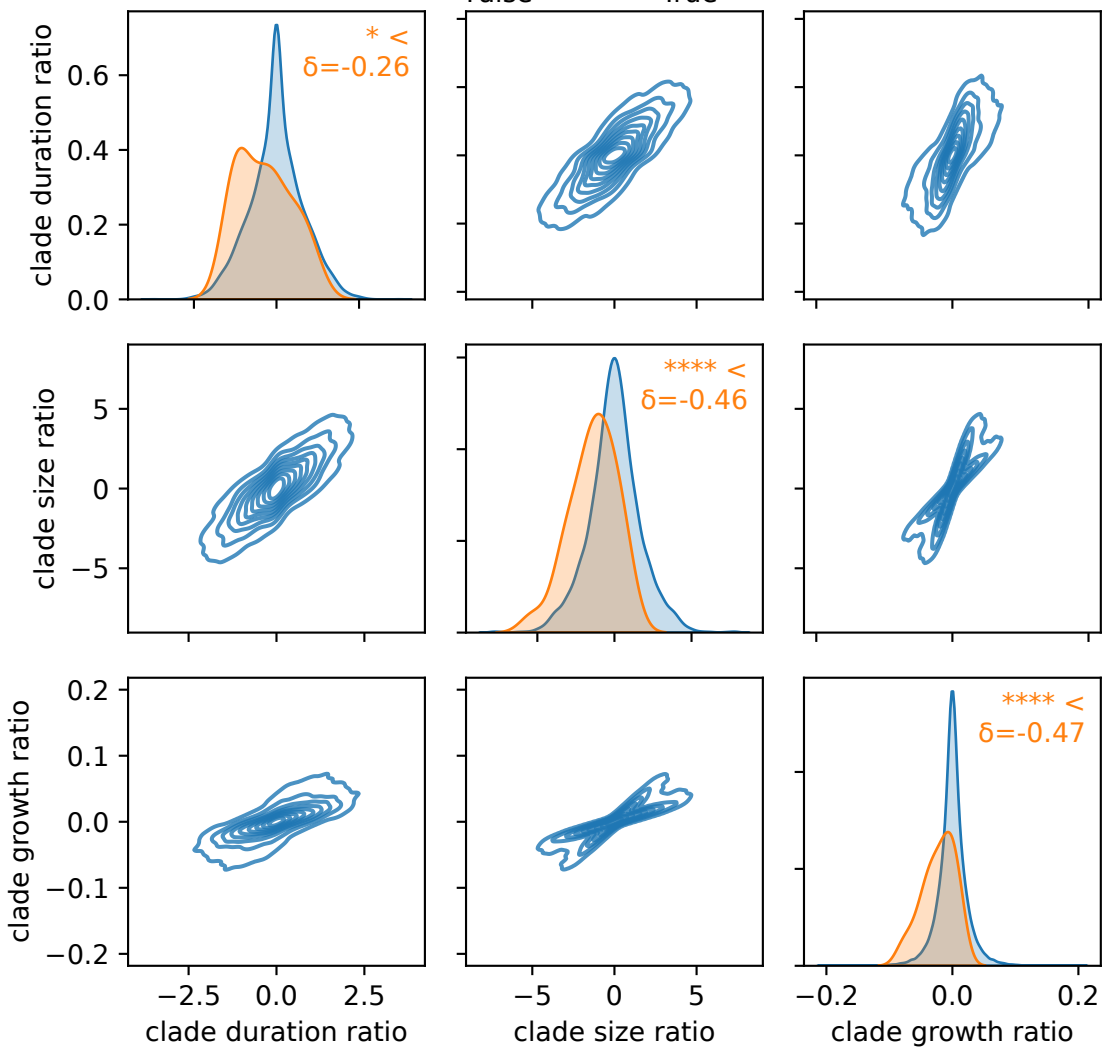 clade duration ratio
0.6
0.4
0.2
0.0
* <
δ=-0.26
clade size ratio
5
0
−5
**** <
δ=-0.46
clade growth ratio
0.2
0.1
0.0
−0.1
−0.2
**** <
δ=-0.47
−2.5 0.0 2.5
−5 0 5
−0.2 0.0 0.2
clade duration ratio
clade size ratio
clade growth ratio